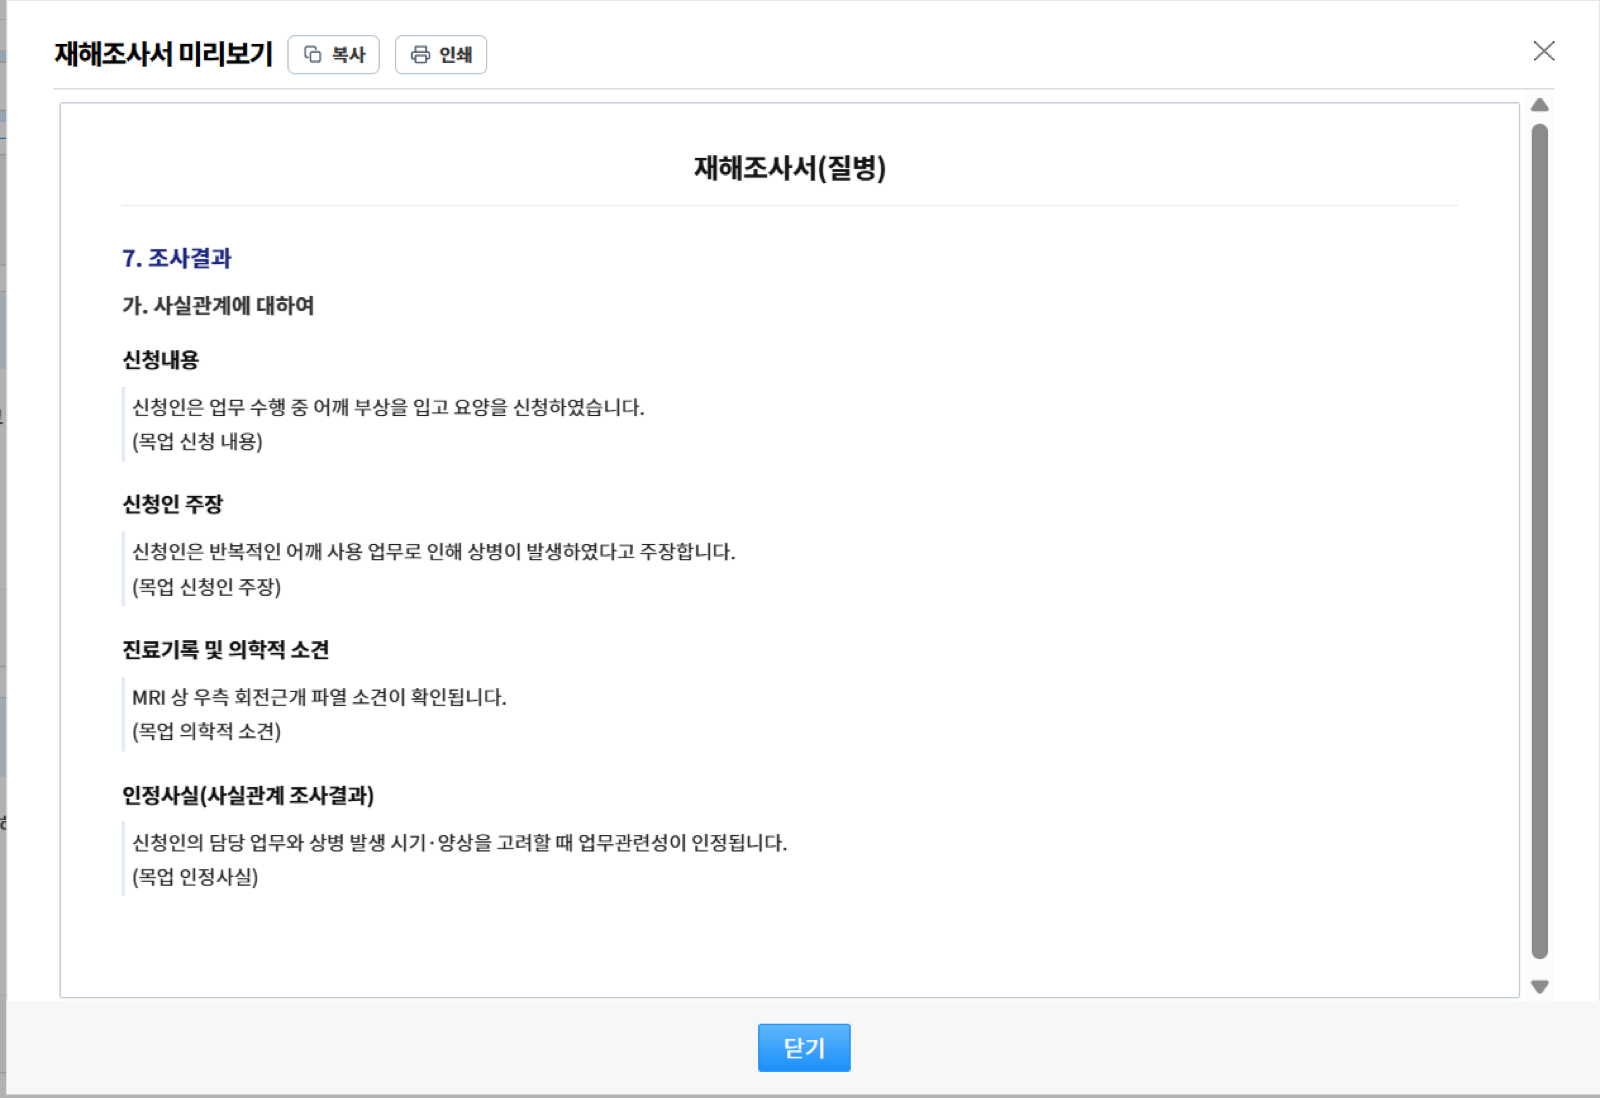 재해조사서 미리보기
복사
인쇄
재해조사서(질병)
7. 조사결과
가. 사실관계에 대하여
신청내용
신청인은 업무 수행 중 어깨 부상을 입고 요양을 신청하였습니다.
(목업 신청 내용)
신청인 주장
신청인은 반복적인 어깨 사용 업무로 인해 상병이 발생하였다고 주장합니다.
(목업 신청인 주장)
진료기록 및 의학적 소견
MRI 상 우측 회전근개 파열 소견이 확인됩니다.
(목업 의학적 소견)
인정사실(사실관계 조사결과)
신청인의 담당 업무와 상병 발생 시기·양상을 고려할 때 업무관련성이 인정됩니다.
(목업 인정사실)
닫기